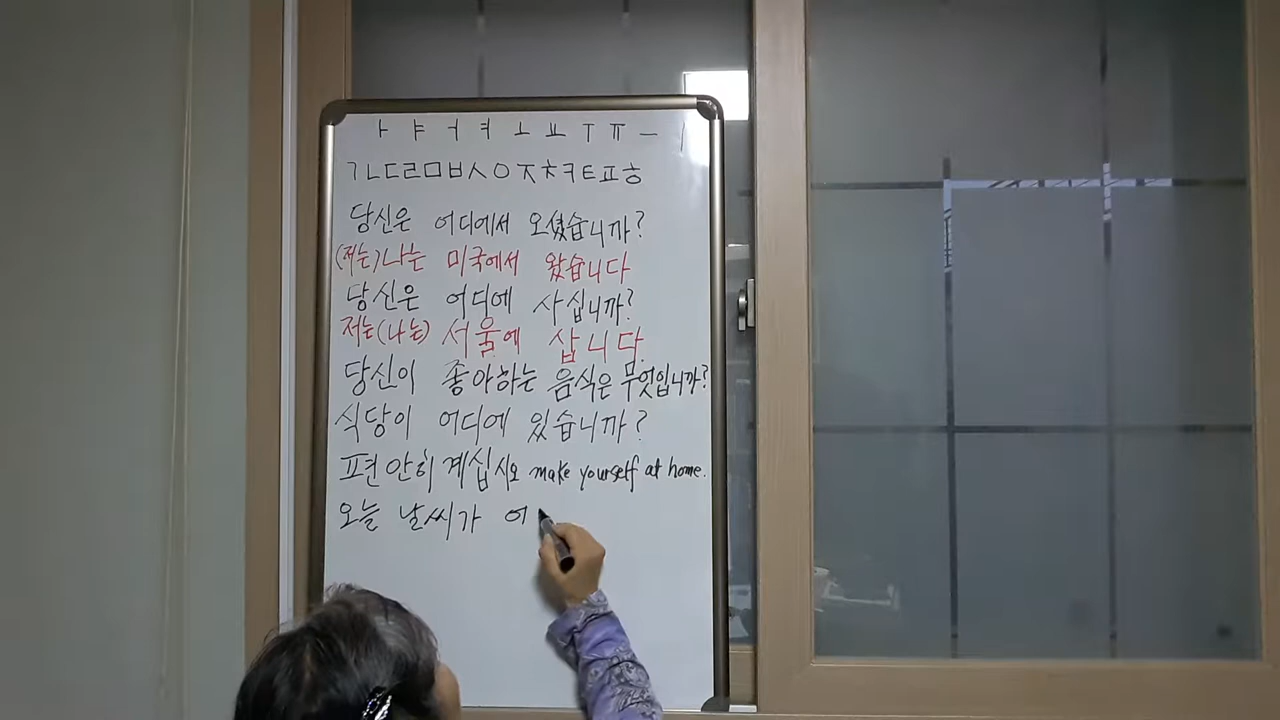 ㅏ ㅑ ㅓ ㅕ ㅗ ㅛ ㅜ ㅠ ㅡ ㅣ
ㄱㄴㄷㄹㅁㅂㅅㅇㅈㅊㅋㅌㅍㅎ
당신은 어디에서 오셨습니까?
(저는)나는 미국에서 왔습니다
당신은 어디에 사십니까?
저는(나는) 서울에 삽니다.
당신이 좋아하는 음식은 무엇입니까?
식당이 어디에 있습니까?
편안히 계십시오 make yourself at home.
오늘 날씨가 어